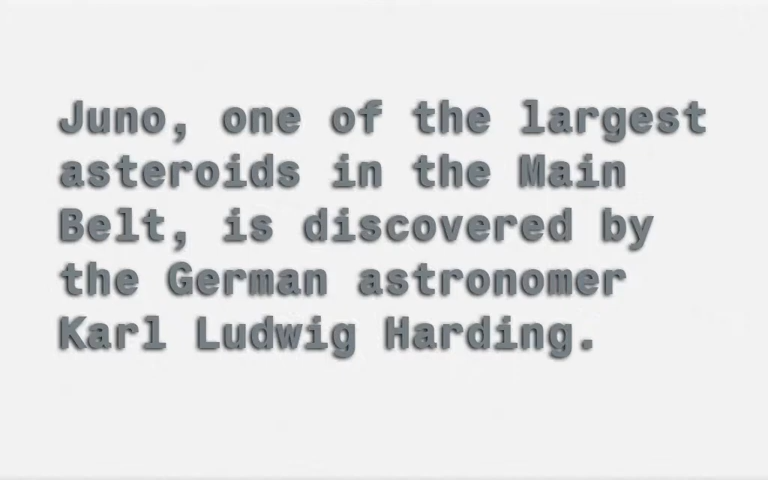 Juno, one of the largest
asteroids in the Main
Belt, is discovered by
the German astronomer
Karl Ludwig Harding.